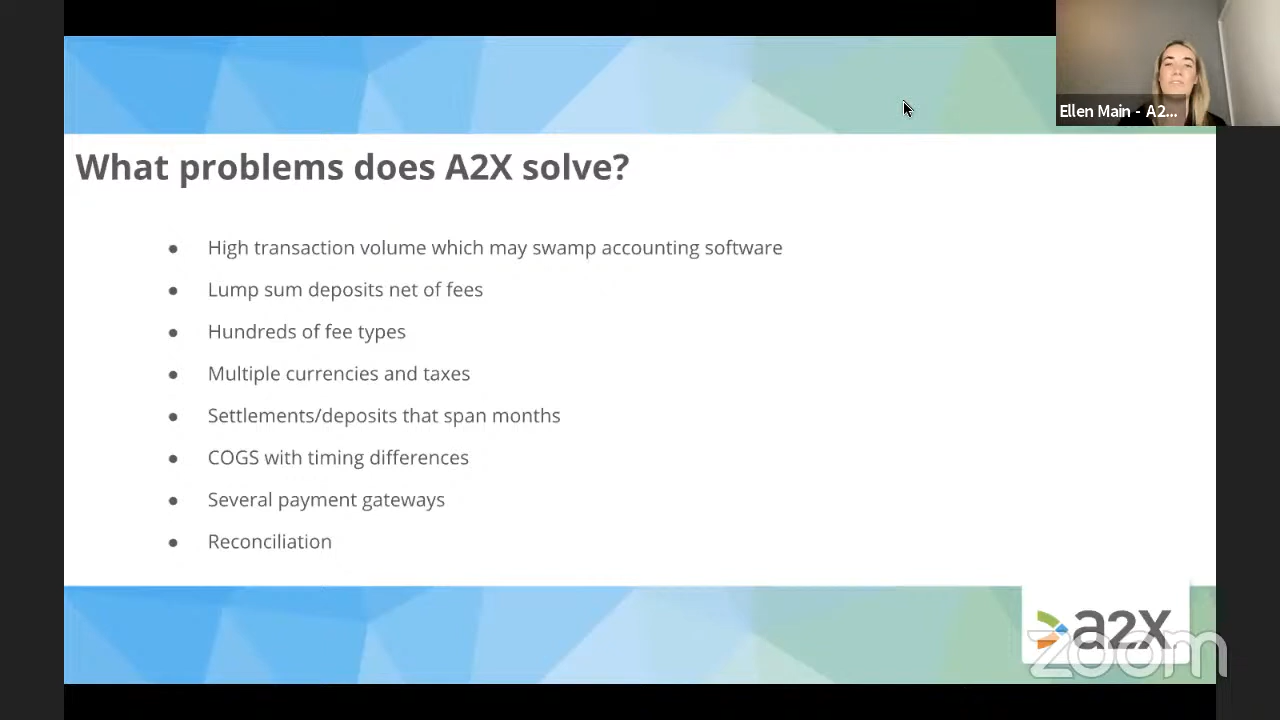 Ellen Main - A2...
What problems does A2X solve?
● High transaction volume which may swamp accounting software
● Lump sum deposits net of fees
● Hundreds of fee types
● Multiple currencies and taxes
● Settlements/deposits that span months
● COGS with timing differences
● Several payment gateways
● Reconciliation
a2x
zoom